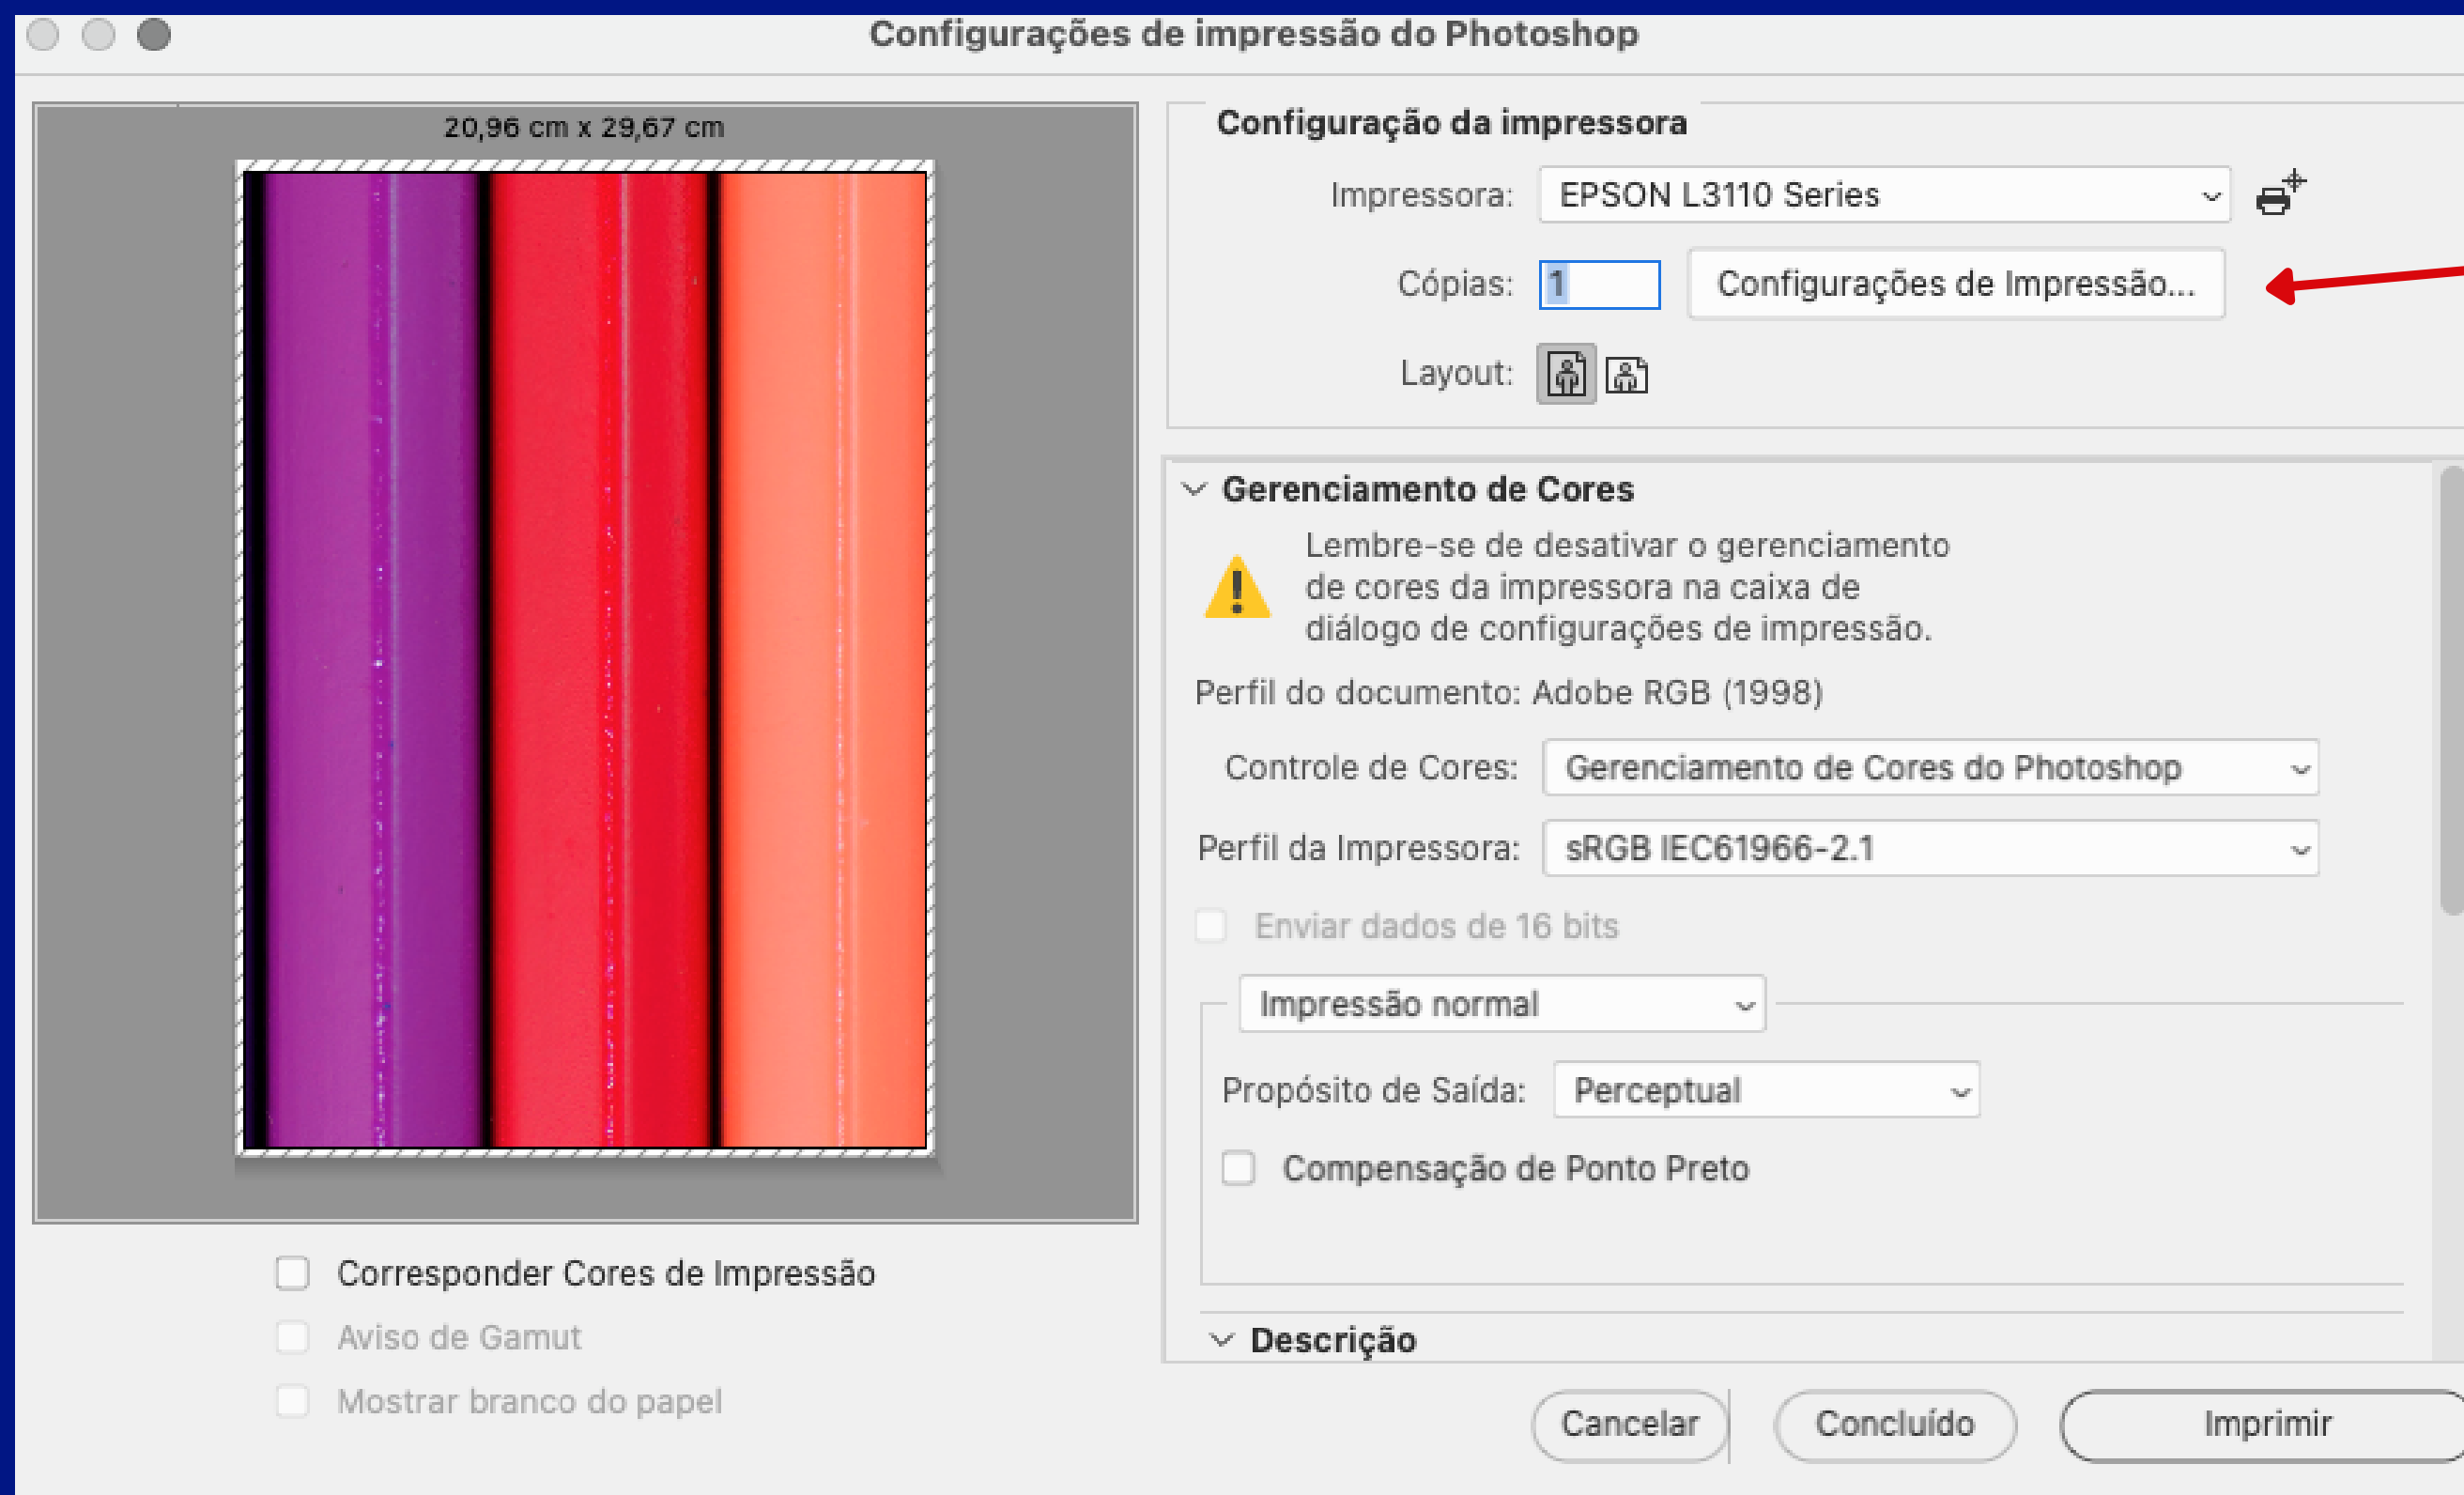 Configurações de impressão do Photoshop
20,96 cm x 29,67 cm
Configuração da impressora
Impressora: EPSON L3110 Series
Cópias: 1 Configurações de Impressão...
Layout:
Gerenciamento de Cores
Lembre-se de desativar o gerenciamento
de cores da impressora na caixa de
diálogo de configurações de impressão.
Perfil do documento: Adobe RGB (1998)
Controle de Cores: Gerenciamento de Cores do Photoshop
Perfil da Impressora: sRGB IEC61966-2.1
Enviar dados de 16 bits
Impressão normal
Propósito de Saída: Perceptual
Compensação de Ponto Preto
Descrição
Corresponder Cores de Impressão
Aviso de Gamut
Mostrar branco do papel
Cancelar Concluído Imprimir